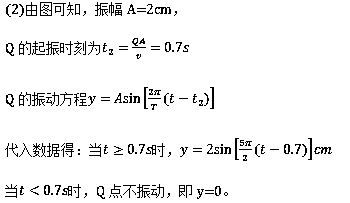 (2)由图可知，振幅 A=2cm，
Q 的起振时刻为$t_2=\frac{QA}{v}=0.7s$
Q 的振动方程$y=A\sin\left[\frac{2\pi}{T}(t-t_2)\right]$
代入数据得：当$t\geq 0.7s$时，$y=2\sin\left[\frac{5\pi}{2}(t-0.7)\right]cm$
当$t<0.7s$时，Q 点不振动，即 y=0。